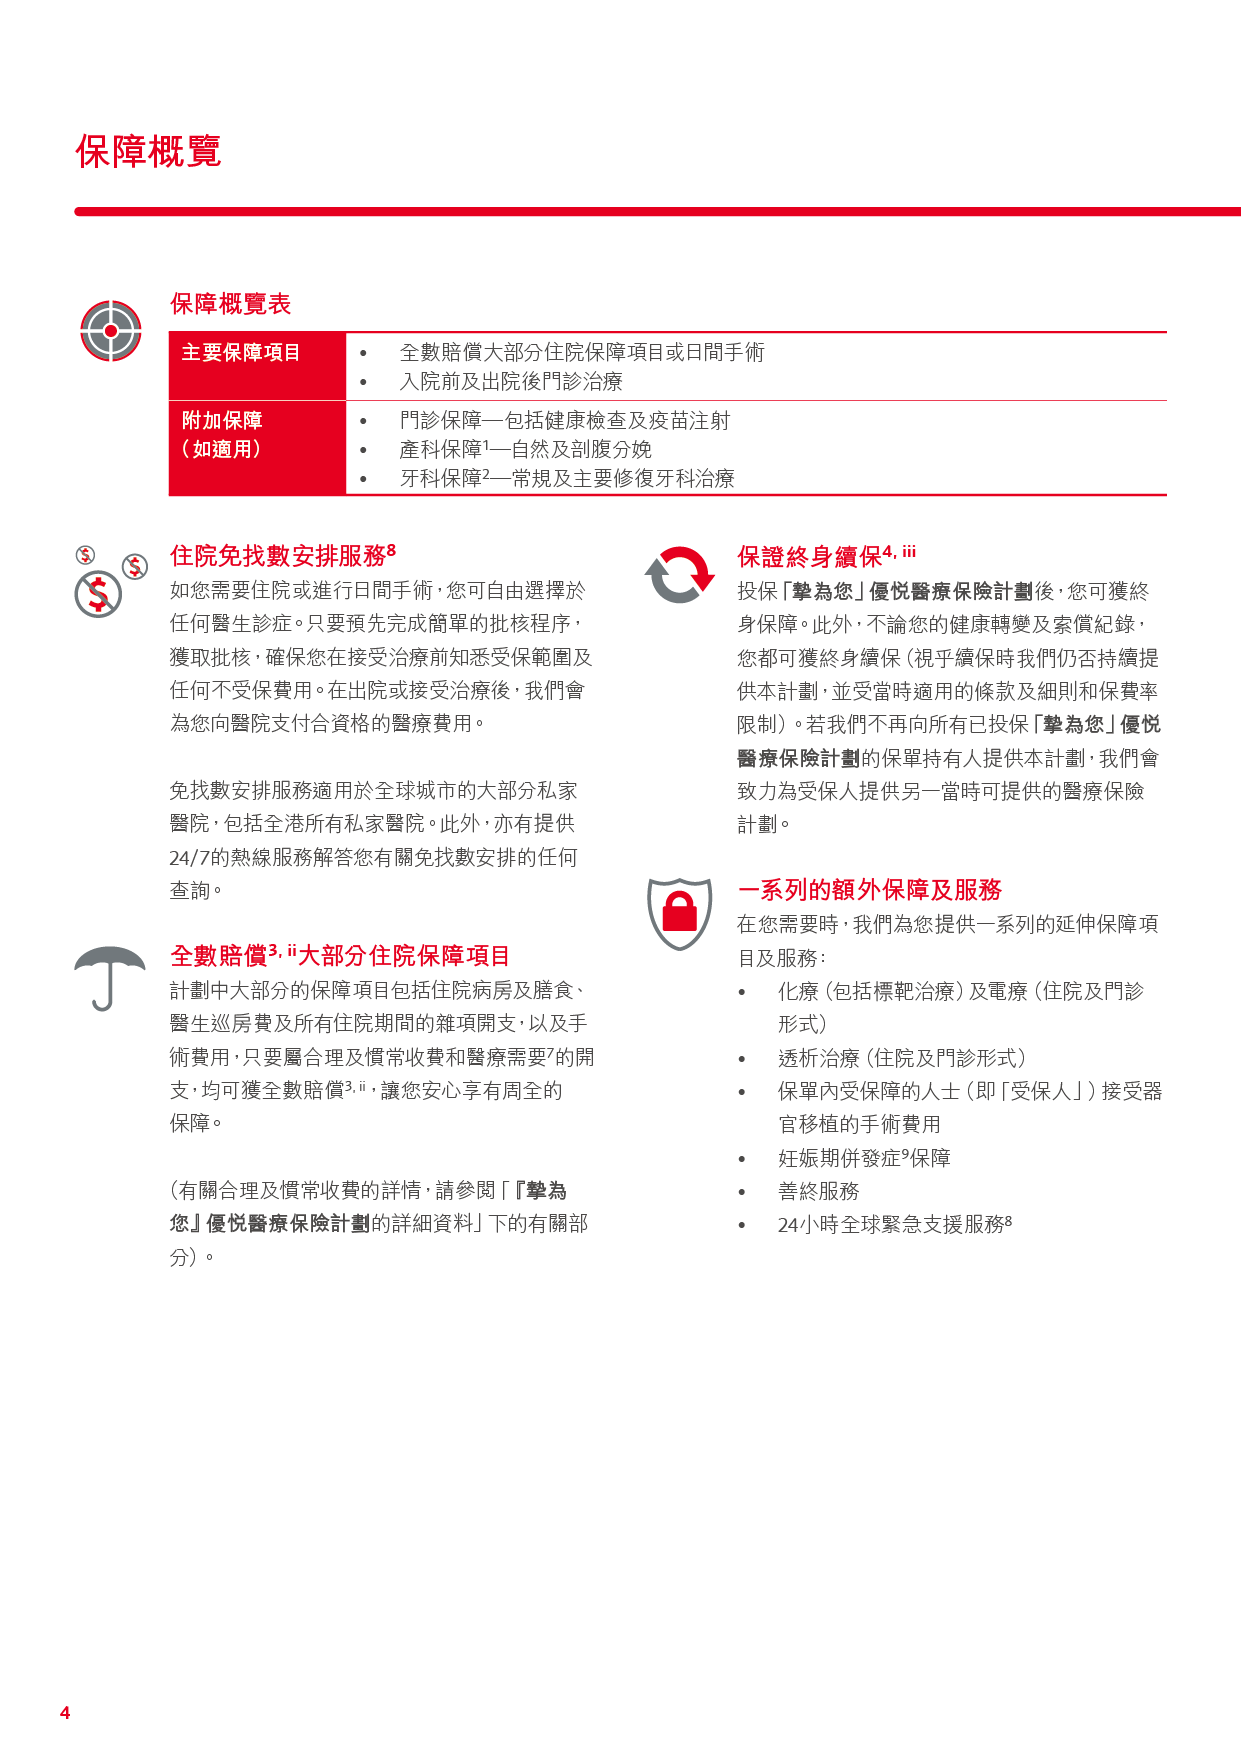 保障概覽
保障概覽表
主要保障項目
• 全數賠償大部分住院保障項目或日間手術
• 入院前及出院後門診治療
附加保障
（如適用）
• 門診保障—包括健康檢查及疫苗注射
• 產科保障1—自然及剖腹分娩
• 牙科保障2—常規及主要修復牙科治療
住院免找數安排服務8
如您需要住院或進行日間手術，您可自由選擇於
任何醫生診症。只要預先完成簡單的批核程序，
獲取批核，確保您在接受治療前知悉受保範圍及
任何不受保費用。在出院或接受治療後，我們會
為您向醫院支付合資格的醫療費用。
免找數安排服務適用於全球城市的大部分私家
醫院，包括全港所有私家醫院。此外，亦有提供
24/7的熱線服務解答您有關免找數安排的任何
查詢。
全數賠償3, ii大部分住院保障項目
計劃中大部分的保障項目包括住院病房及膳食、
醫生巡房費及所有住院期間的雜項開支，以及手
術費用，只要屬合理及慣常收費和醫療需要7的開
支，均可獲全數賠償3, ii，讓您安心享有周全的
保障。
（有關合理及慣常收費的詳情，請參閱「『摯為
您』優悦醫療保險計劃的詳細資料」下的有關部
分）。
保證終身續保4, iii
投保「摯為您」優悦醫療保險計劃後，您可獲終
身保障。此外，不論您的健康轉變及索償紀錄，
您都可獲終身續保（視乎續保時我們仍否持續提
供本計劃，並受當時適用的條款及細則和保費率
限制）。若我們不再向所有已投保「摯為您」優悦
醫療保險計劃的保單持有人提供本計劃，我們會
致力為受保人提供另一當時可提供的醫療保險
計劃。
一系列的額外保障及服務
在您需要時，我們為您提供一系列的延伸保障項
目及服務：
• 化療（包括標靶治療）及電療（住院及門診
形式）
• 透析治療（住院及門診形式）
• 保單內受保障的人士（即「受保人」）接受器
官移植的手術費用
• 妊娠期併發症9保障
• 善終服務
• 24小時全球緊急支援服務8
4